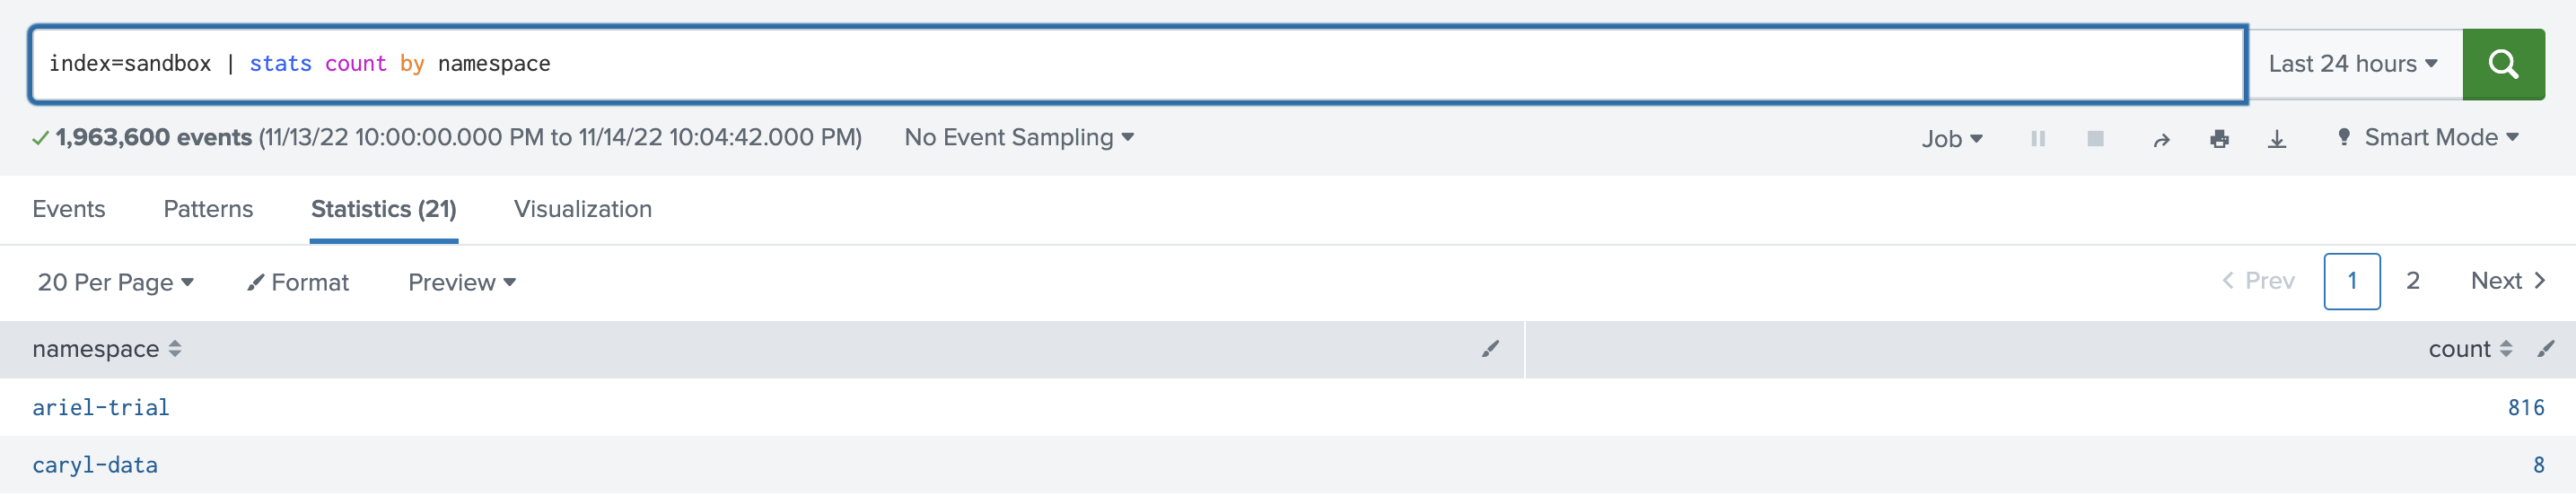 index=sandbox | stats count by namespace
Last 24 hours
1,963,600 events (11/13/22 10:00:00.000 PM to 11/14/22 10:04:42.000 PM)
No Event Sampling
Job
Smart Mode
Events
Patterns
Statistics (21)
Visualization
20 Per Page
Format
Preview
Prev
1
2
Next
namespace
count
ariel-trial
816
caryl-data
8